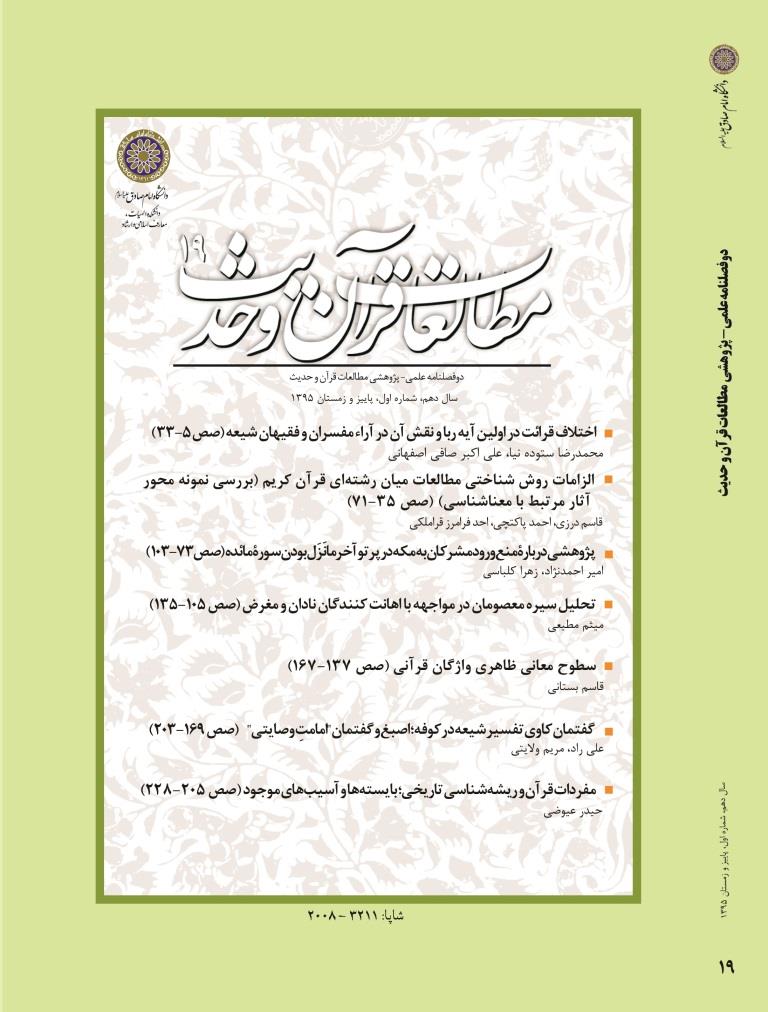 دانشگاه امام صادق علیه‌السلام
دانشکده الهیات،
معارف اسلامی و ارشاد
مطالعات قرآن و حدیث
۱۹
دوفصلنامه علمی- پژوهشی مطالعات قرآن و حدیث
سال دهم، شماره اول، پاییز و زمستان ۱۳۹۵
اختلاف قرائت در اولین آیه ربا و نقش آن در آراء مفسران و فقیهان شیعه (صص ۵-۳۳)
محمدرضا ستوده نیا، علی اکبر صافی اصفهانی
الزامات روش شناختی مطالعات میان رشته‌ای قرآن کریم (بررسی نمونه محور
آثار مرتبط با معناشناسی) (صص ۳۵-۷۱)
قاسم درزی، احمد پاکتچی، احد فرامرز قراملکی
پژوهشی دربارۀ منع ورود مشرکان به مکه در پرتو آخر مانَزَل بودن سورۀ مائده (صص ۷۳-۱۰۳)
امیر احمدنژاد، زهرا کلباسی
تحلیل سیره معصومان در مواجهه با اهانت کنندگان نادان و مغرض (صص ۱۰۵-۱۳۵)
میثم مطیعی
سطوح معانی ظاهری واژگان قرآنی (صص ۱۳۷-۱۶۷)
قاسم بستانی
گفتمان کاوی تفسیر شیعه در کوفه؛ اصبغ و گفتمان "امامتِ وصایتی" (صص ۱۶۹-۲۰۳)
علی راد، مریم ولایتی
مفردات قرآن و ریشه‌شناسی تاریخی؛ بایسته‌ها و آسیب‌های موجود (صص ۲۰۵-۲۲۸)
حیدر عیوضی
شاپا: ۳۲۱۱ - ۲۰۰۸
دانشگاه امام صادق علیه‌السلام
دوفصلنامه علمی – پژوهشی مطالعات قرآن و حدیث
سال دهم، شماره اول، پاییز و زمستان ۱۳۹۵
۱۹